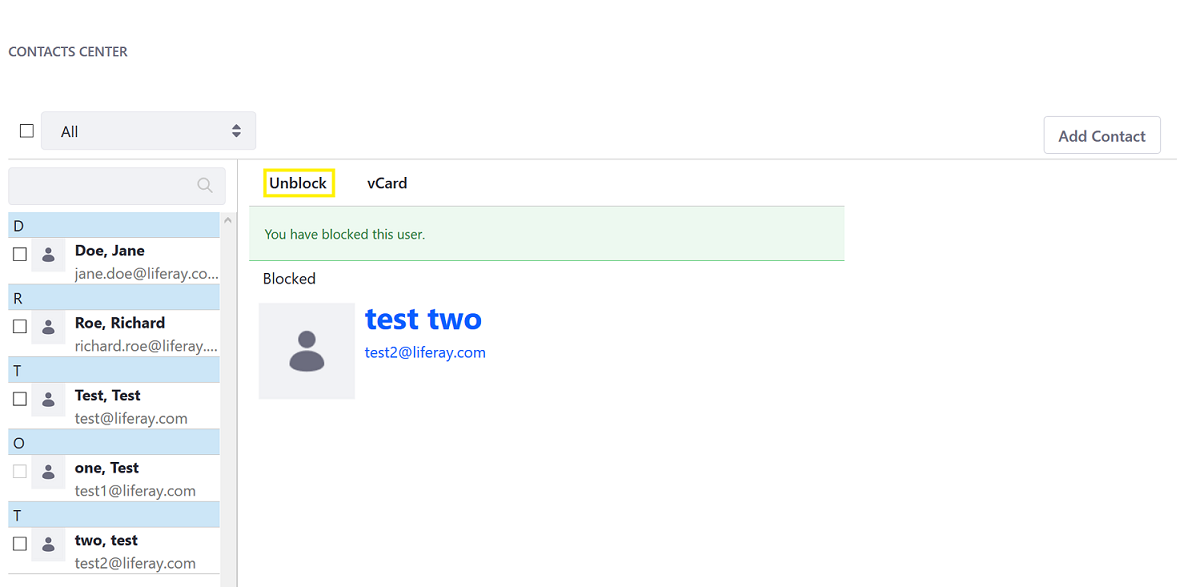 CONTACTS CENTER
All
Add Contact
Unblock vCard
You have blocked this user.
Blocked
test two
test2@liferay.com
D
Doe, Jane
jane.doe@liferay.co...
R
Roe, Richard
richard.roe@liferay....
T
Test, Test
test@liferay.com
O
one, Test
test1@liferay.com
T
two, test
test2@liferay.com